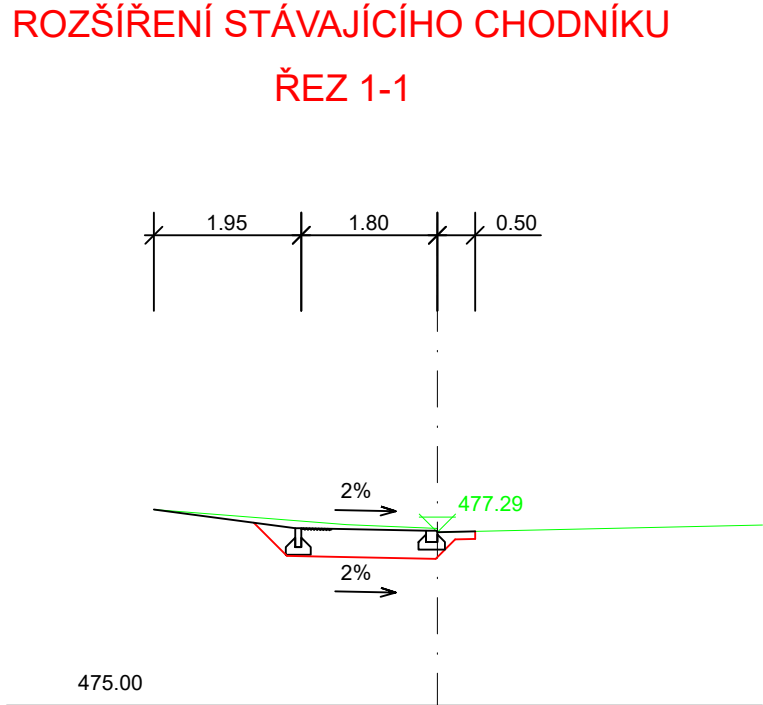 ROZŠÍŘENÍ STÁVAJÍCÍHO CHODNÍKU
ŘEZ 1-1
1.95 1.80 0.50
2%
477.29
2%
475.00